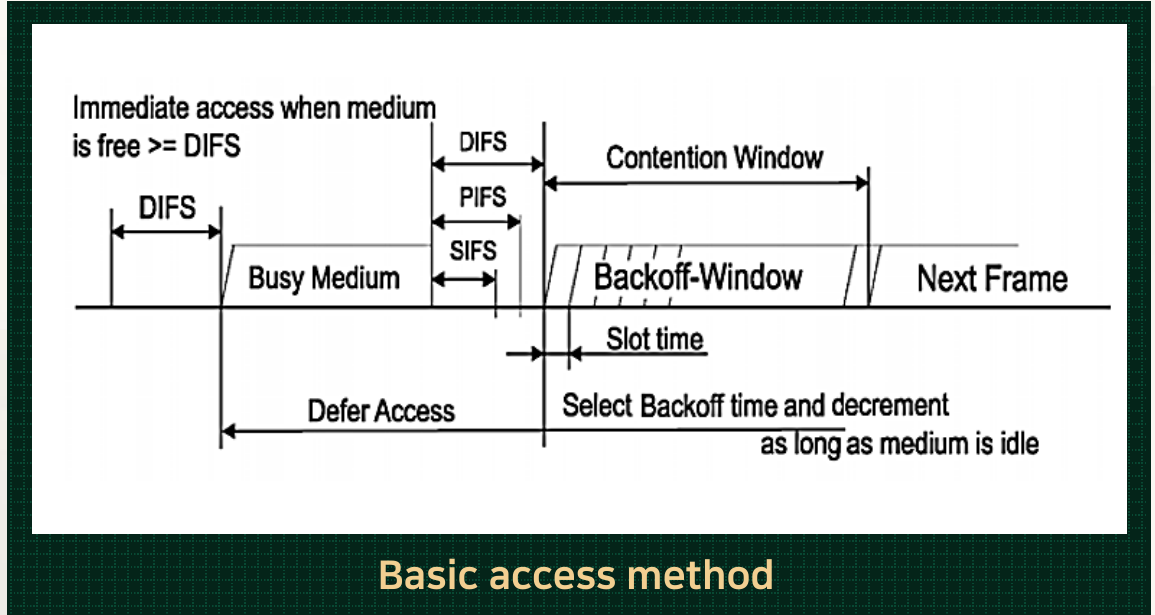 Immediate access when medium
is free >= DIFS
DIFS
DIFS
PIFS
SIFS
Contention Window
Busy Medium
Backoff-Window
Next Frame
Slot time
Defer Access
Select Backoff time and decrement
as long as medium is idle
Basic access method